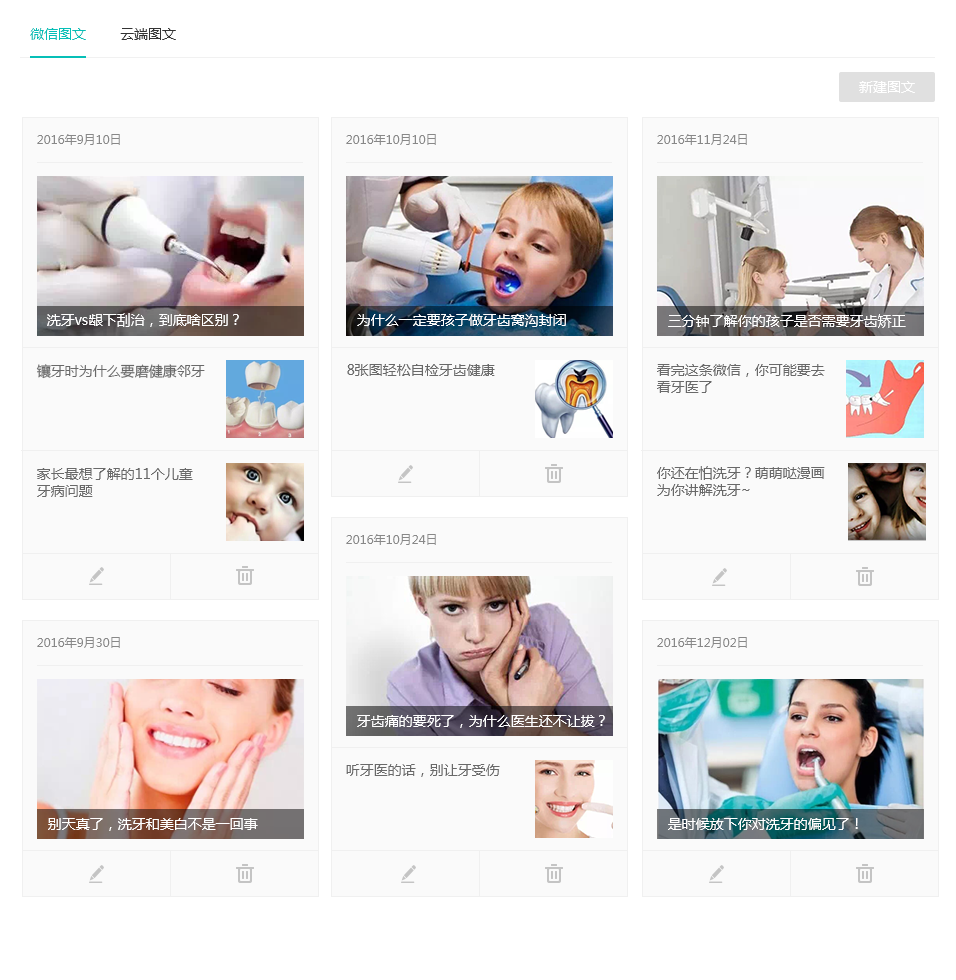 微信图文 云端图文
新建图文
2016年9月10日
洗牙vs龈下刮治，到底啥区别？
镶牙时为什么要磨健康邻牙
家长最想了解的11个儿童
牙病问题
2016年9月30日
别天真了，洗牙和美白不是一回事
2016年10月10日
为什么一定要孩子做牙齿窝沟封闭
8张图轻松自检牙齿健康
2016年10月24日
牙齿痛的要死了，为什么医生还不让拔？
听牙医的话，别让牙受伤
2016年11月24日
三分钟了解你的孩子是否需要牙齿矫正
看完这条微信，你可能要去
看牙医了
你还在怕洗牙？萌萌哒漫画
为你讲解洗牙~
2016年12月02日
是时候放下你对洗牙的偏见了！